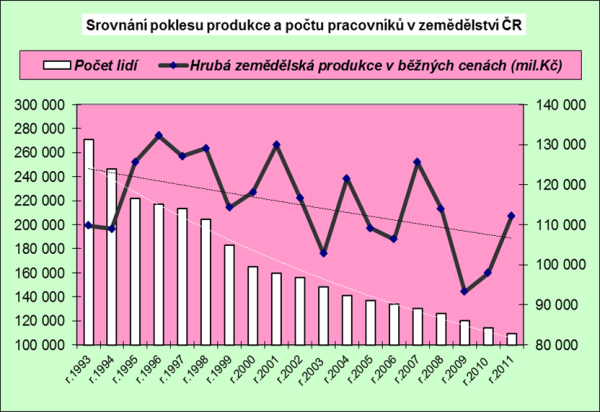 Srovnání poklesu produkce a počtu pracovníků v zemědělství ČR
Počet lidí
Hrubá zemědělská produkce v běžných cenách (mil.Kč)
300 000
280 000
260 000
240 000
220 000
200 000
180 000
160 000
140 000
120 000
100 000
140 000
130 000
120 000
110 000
100 000
90 000
80 000
r.1993
r.1994
r.1995
r.1996
r.1997
r.1998
r.1999
r.2000
r.2001
r.2002
r.2003
r.2004
r.2005
r.2006
r.2007
r.2008
r.2009
r.2010
r.2011